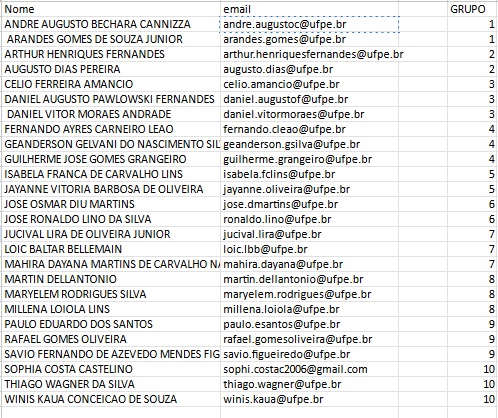 Nome email GRUPO
ANDRE AUGUSTO BECHARA CANNIZZA andre.augustoc@ufpe.br 1
ARANDES GOMES DE SOUZA JUNIOR arandes.gomes@ufpe.br 1
ARTHUR HENRIQUES FERNANDES arthur.henriquesfernandes@ufpe.br 2
AUGUSTO DIAS PEREIRA augusto.dias@ufpe.br 2
CELIO FERREIRA AMANCIO celio.amancio@ufpe.br 3
DANIEL AUGUSTO PAWLOWSKI FERNANDES daniel.augustof@ufpe.br 3
DANIEL VITOR MORAES ANDRADE daniel.vitormoraes@ufpe.br 3
FERNANDO AYRES CARNEIRO LEAO fernando.cleao@ufpe.br 4
GEANDERSON GELVANI DO NASCIMENTO SIL geanderson.gsilva@ufpe.br 4
GUILHERME JOSE GOMES GRANGEIRO guilherme.grangeiro@ufpe.br 4
ISABELA FRANCA DE CARVALHO LINS isabela.fclins@ufpe.br 5
JAYANNE VITORIA BARBOSA DE OLIVEIRA jayanne.oliveira@ufpe.br 5
JOSE OSMAR DIU MARTINS jose.dmartins@ufpe.br 6
JOSE RONALDO LINO DA SILVA ronaldo.lino@ufpe.br 6
JUCIVAL LIRA DE OLIVEIRA JUNIOR jucival.lira@ufpe.br 7
LOIC BALTAR BELLEMAIN loic.lbb@ufpe.br 7
MAHIRA DAYANA MARTINS DE CARVALHO NA mahira.dayana@ufpe.br 7
MARTIN DELLANTONIO martin.dellantonio@ufpe.br 8
MARYELEM RODRIGUES SILVA maryelem.rodrigues@ufpe.br 8
MILLENA LOIOLA LINS millena.loiola@ufpe.br 8
PAULO EDUARDO DOS SANTOS paulo.esantos@ufpe.br 9
RAFAEL GOMES OLIVEIRA rafael.gomesoliveira@ufpe.br 9
SAVIO FERNANDO DE AZEVEDO MENDES FIG savio.figueiredo@ufpe.br 9
SOPHIA COSTA CASTELINO sophi.costac2006@gmail.com 10
THIAGO WAGNER DA SILVA thiago.wagner@ufpe.br 10
WINIS KAUA CONCEICAO DE SOUZA winis.kaua@ufpe.br 10